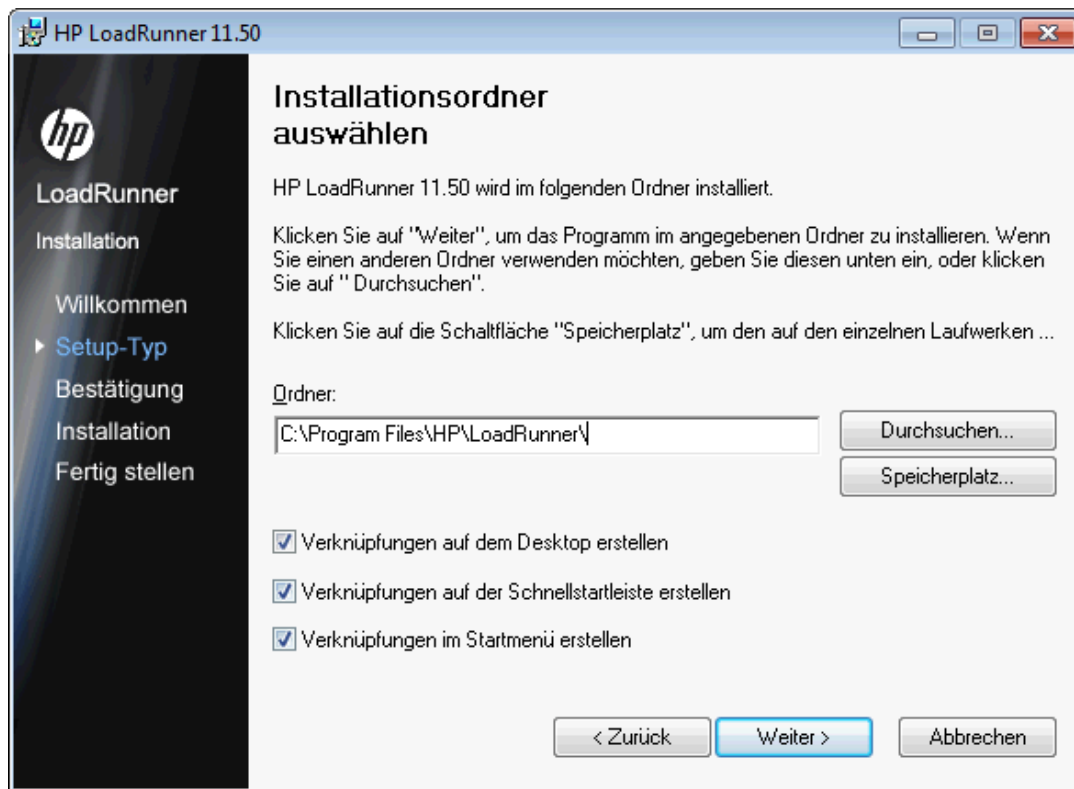 HP LoadRunner 11.50
hp
LoadRunner
Installation
Willkommen
Setup-Typ
Bestätigung
Installation
Fertig stellen
Installationsordner
auswählen
HP LoadRunner 11.50 wird im folgenden Ordner installiert.
Klicken Sie auf "Weiter", um das Programm im angegebenen Ordner zu installieren. Wenn
Sie einen anderen Ordner verwenden möchten, geben Sie diesen unten ein, oder klicken
Sie auf " Durchsuchen".
Klicken Sie auf die Schaltfläche "Speicherplatz", um den auf den einzelnen Laufwerken ...
Ordner:
C:\Program Files\HP\LoadRunner\
Durchsuchen...
Speicherplatz...
Verknüpfungen auf dem Desktop erstellen
Verknüpfungen auf der Schnellstartleiste erstellen
Verknüpfungen im Startmenü erstellen
< Zurück
Weiter >
Abbrechen